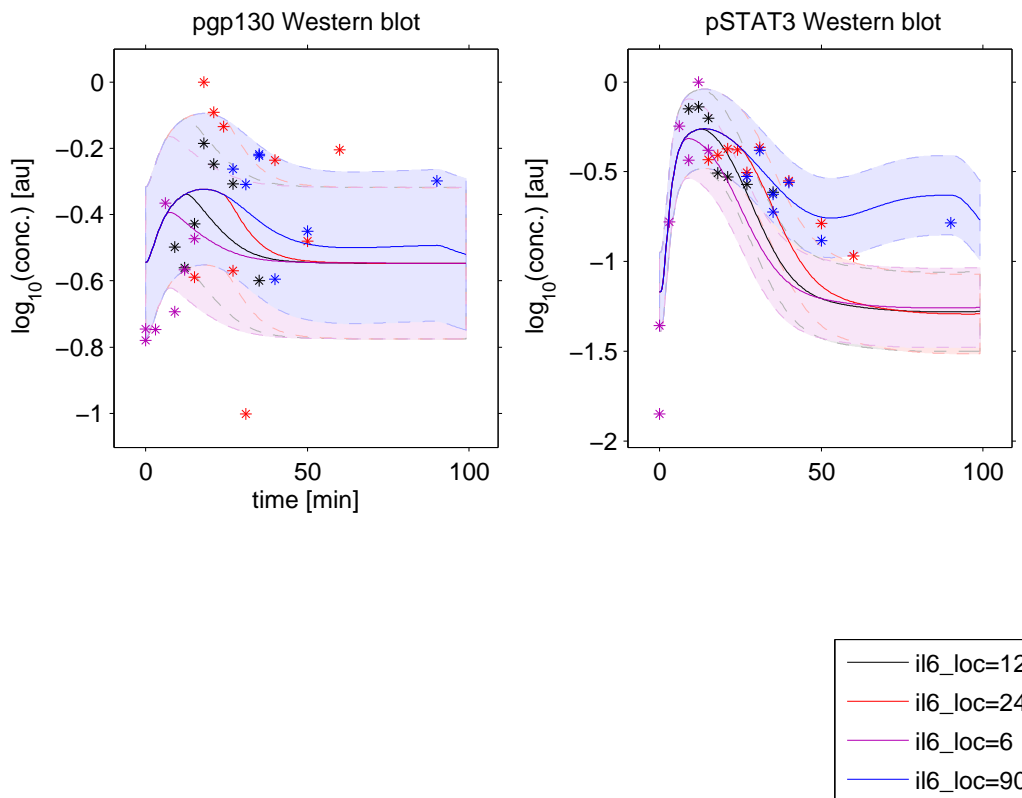 pgp130 Western blot
0
−0.2
−0.4
−0.6
−0.8
−1
log10(conc.) [au]
0
50
100
time [min]
pSTAT3 Western blot
0
−0.5
−1
−1.5
−2
log10(conc.) [au]
0
50
100
il6_loc=12
il6_loc=24
il6_loc=6
il6_loc=90